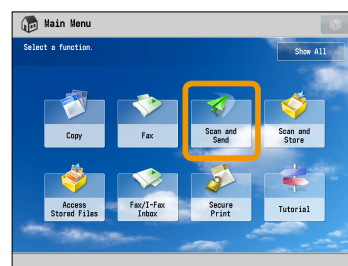 Main Menu
Select a function.
Show All
Copy
Fax
Scan and
Send
Scan and
Store
Access
Stored Files
Fax/I-Fax
Inbox
Secure
Print
Tutorial